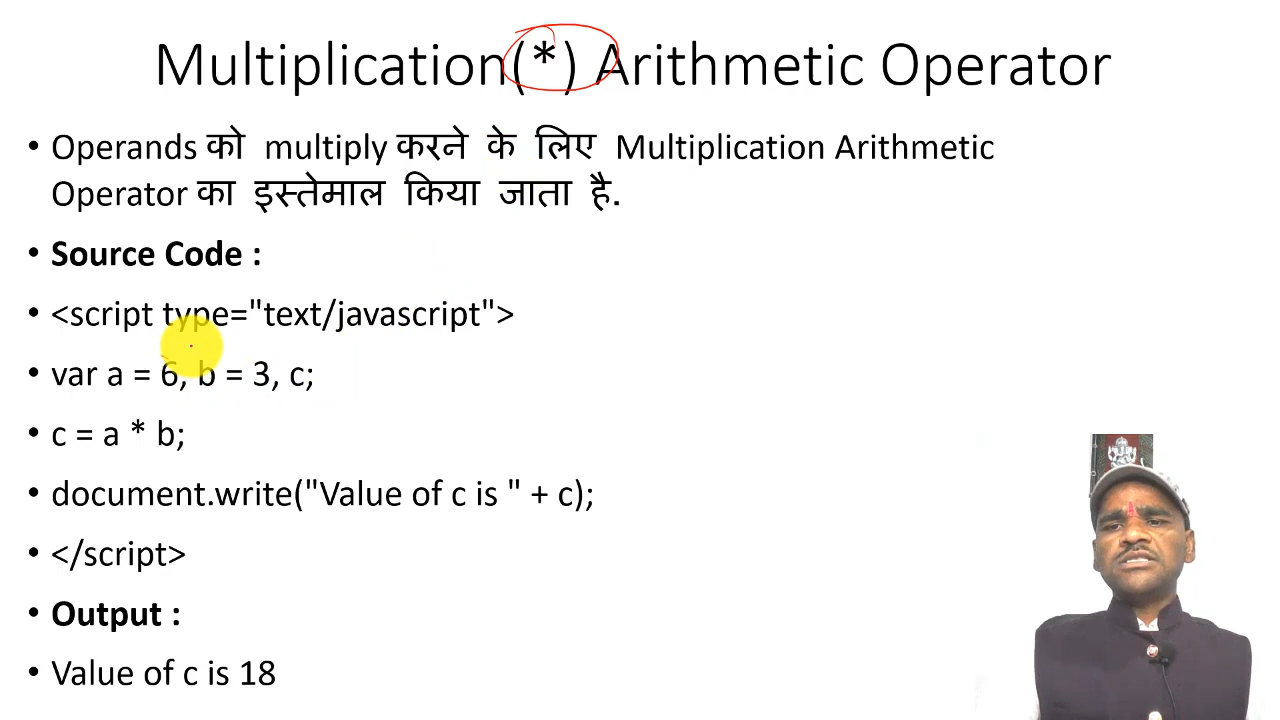 Multiplication(*) Arithmetic Operator
• Operands को multiply करने के लिए Multiplication Arithmetic
Operator का इस्तेमाल किया जाता है.
• Source Code :
• <script type="text/javascript">
• var a = 6, b = 3, c;
• c = a * b;
• document.write("Value of c is " + c);
• </script>
• Output :
• Value of c is 18